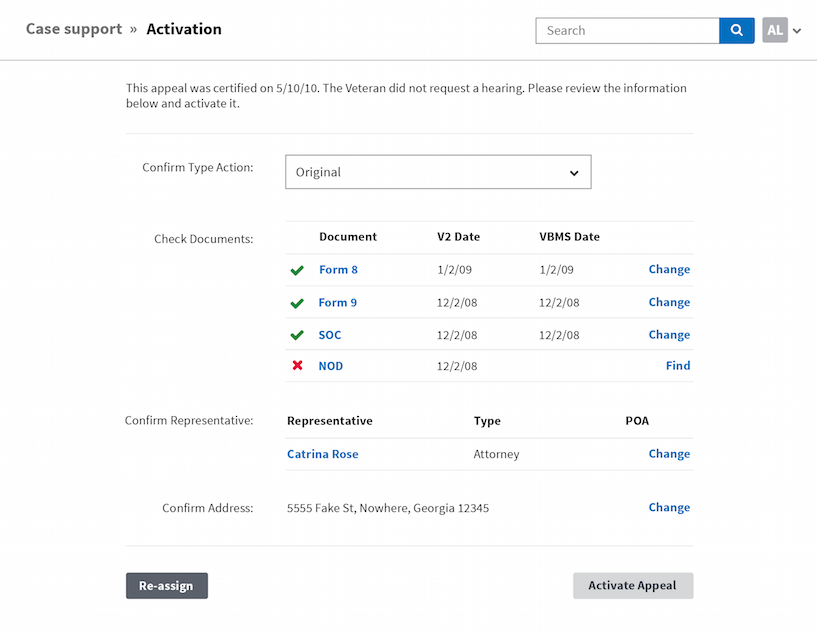 Case support » Activation
Search
AL
This appeal was certified on 5/10/10. The Veteran did not request a hearing. Please review the information
below and activate it.
Confirm Type Action: Original
Check Documents: Document V2 Date VBMS Date
Form 8 1/2/09 1/2/09 Change
Form 9 12/2/08 12/2/08 Change
SOC 12/2/08 12/2/08 Change
NOD 12/2/08 Find
Confirm Representative: Representative Type POA
Catrina Rose Attorney Change
Confirm Address: 5555 Fake St, Nowhere, Georgia 12345 Change
Re-assign Activate Appeal